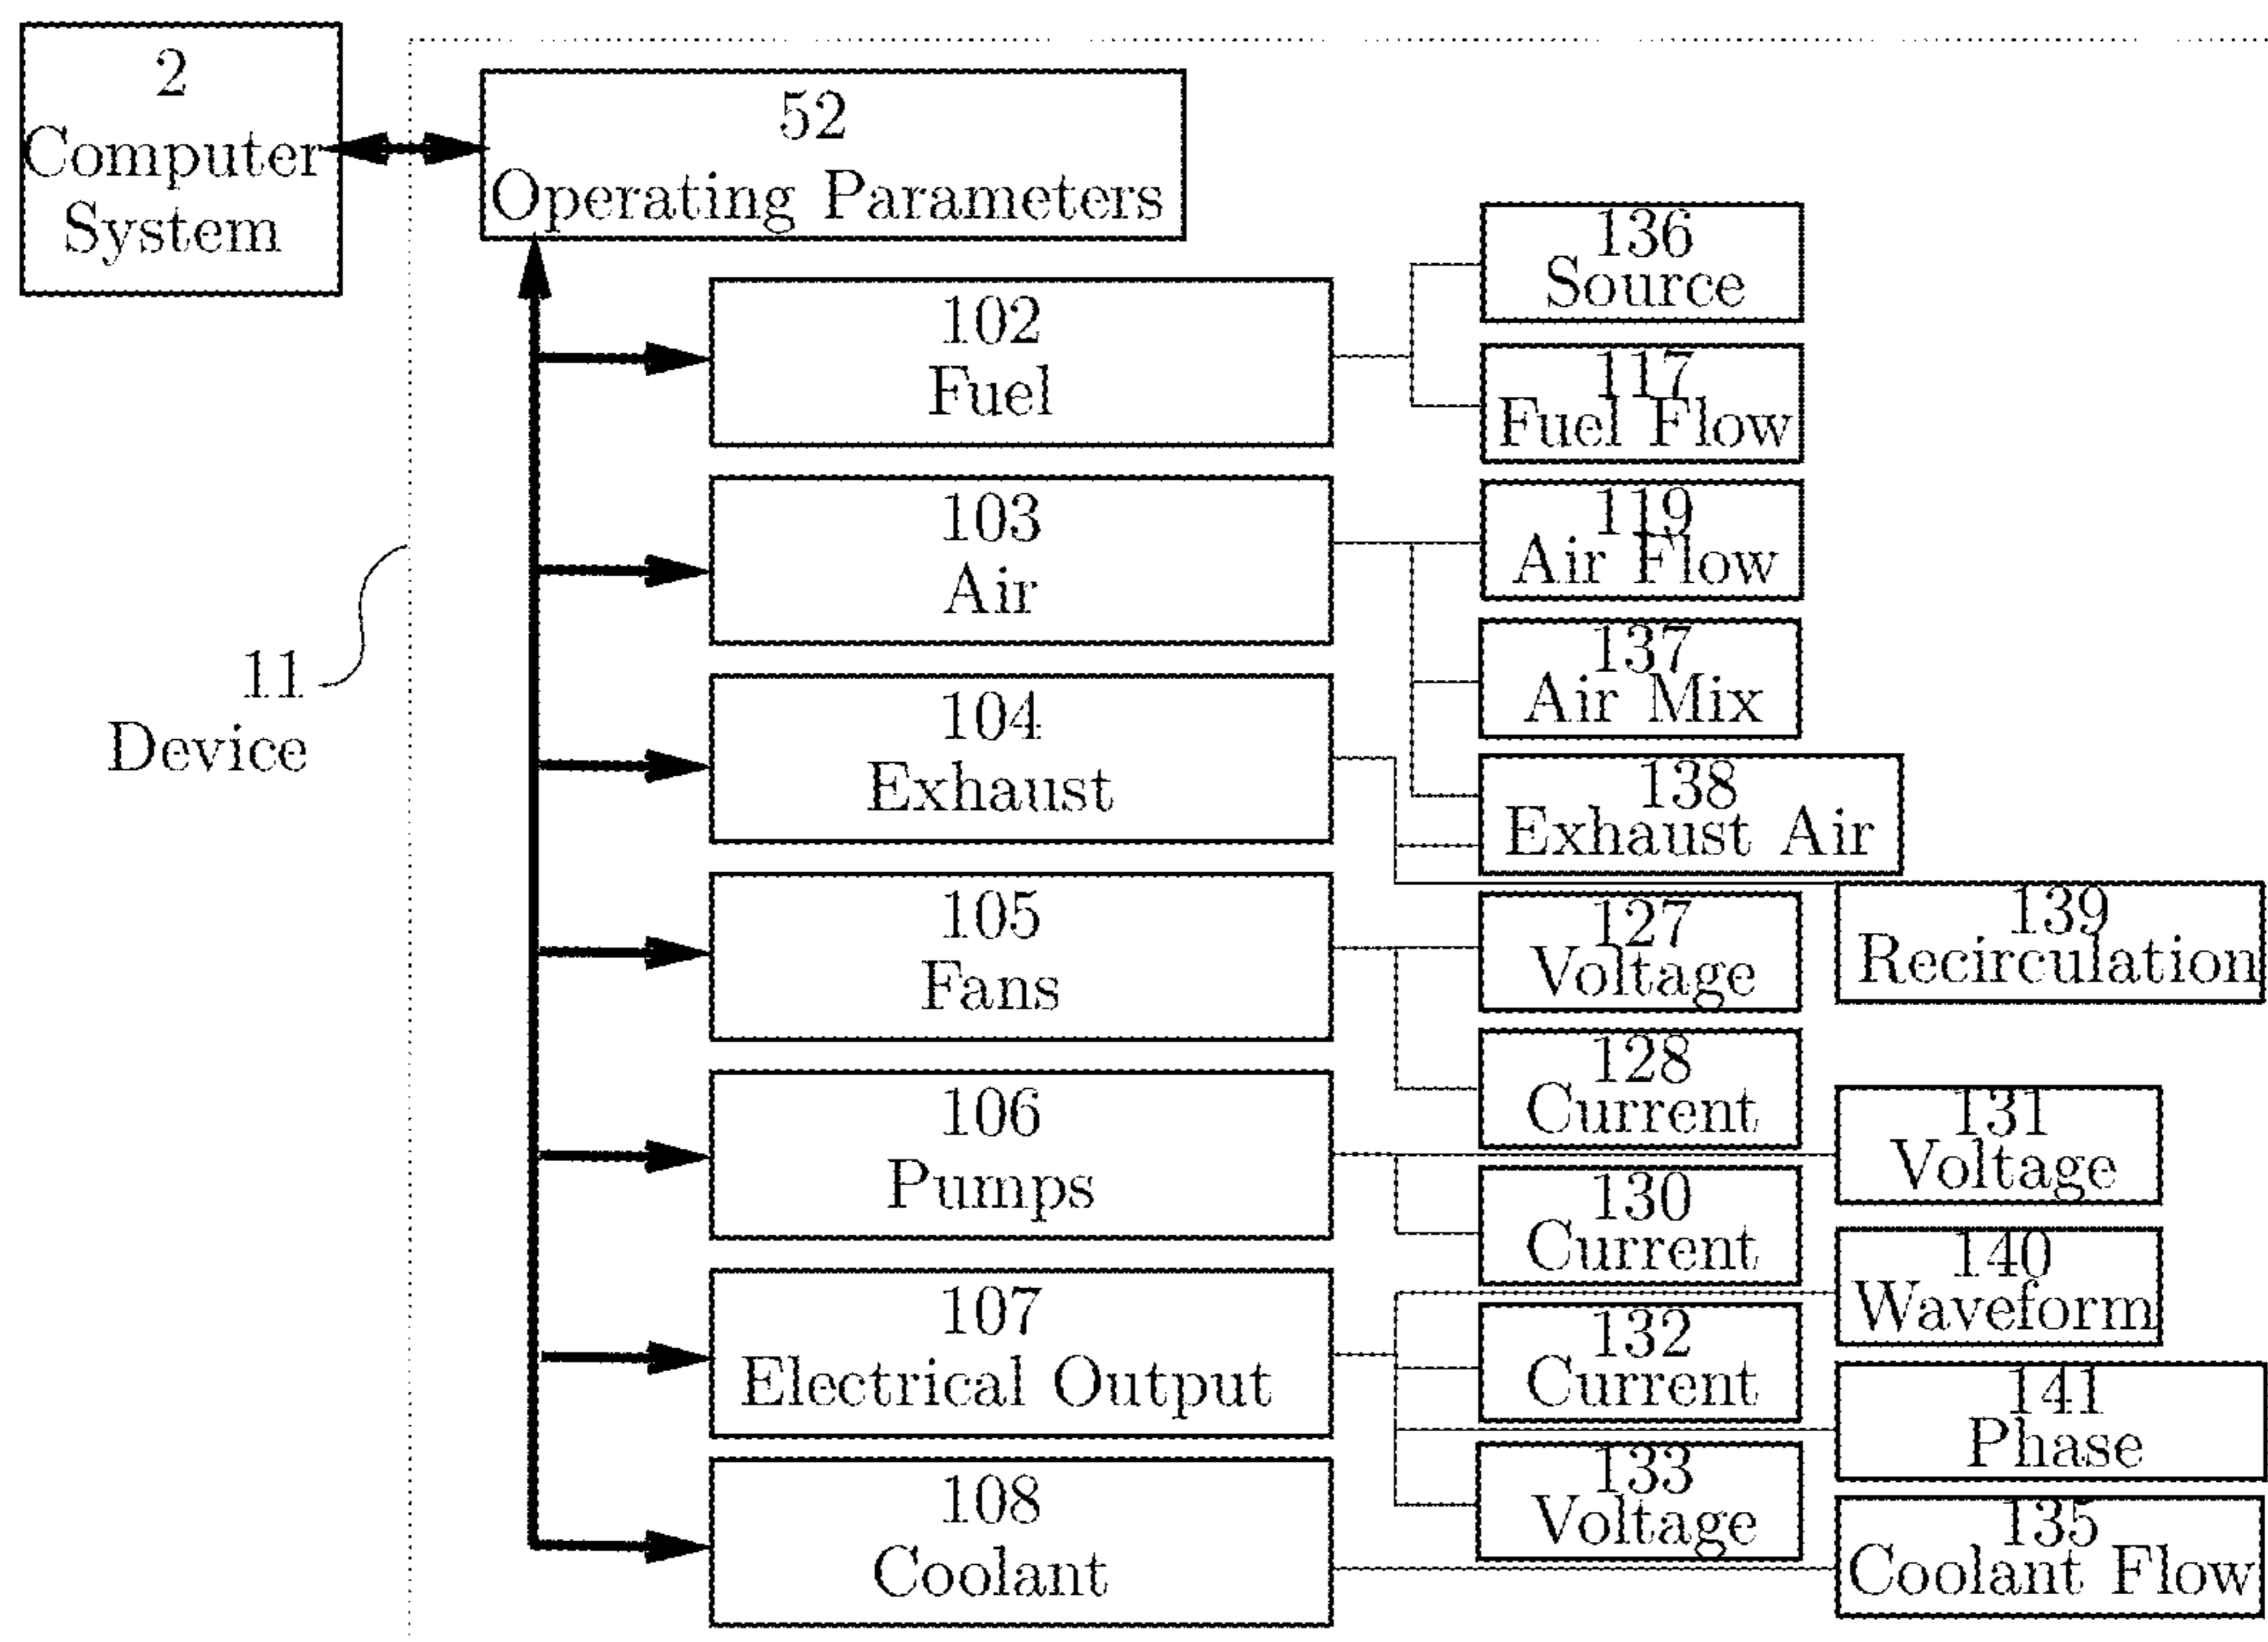 2
Computer
System
52
Operating Parameters
136
Source
102
Fuel
117
Fuel Flow
103
Air
119
Air Flow
11
Device
137
Air Mix
104
Exhaust
138
Exhaust Air
105
Fans
127
Voltage
139
Recirculation
128
Current
106
Pumps
131
Voltage
130
Current
140
Waveform
107
Electrical Output
132
Current
141
Phase
133
Voltage
108
Coolant
135
Coolant Flow